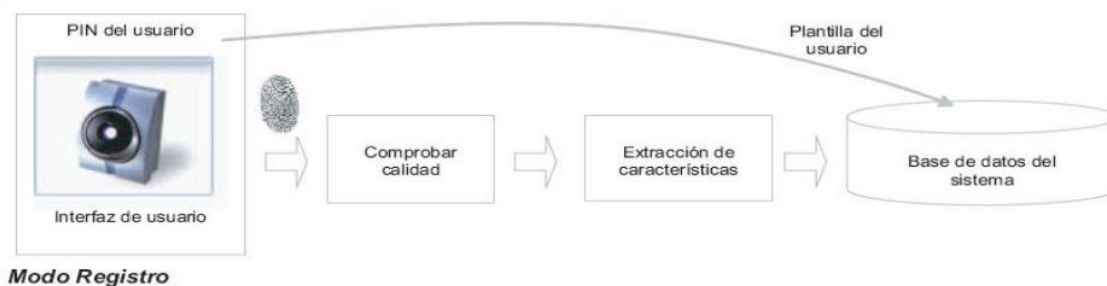 PIN del usuario
Plantilla del
usuario
Comprobar
calidad
Extracción de
características
Base de datos del
sistema
Interfaz de usuario
Modo Registro